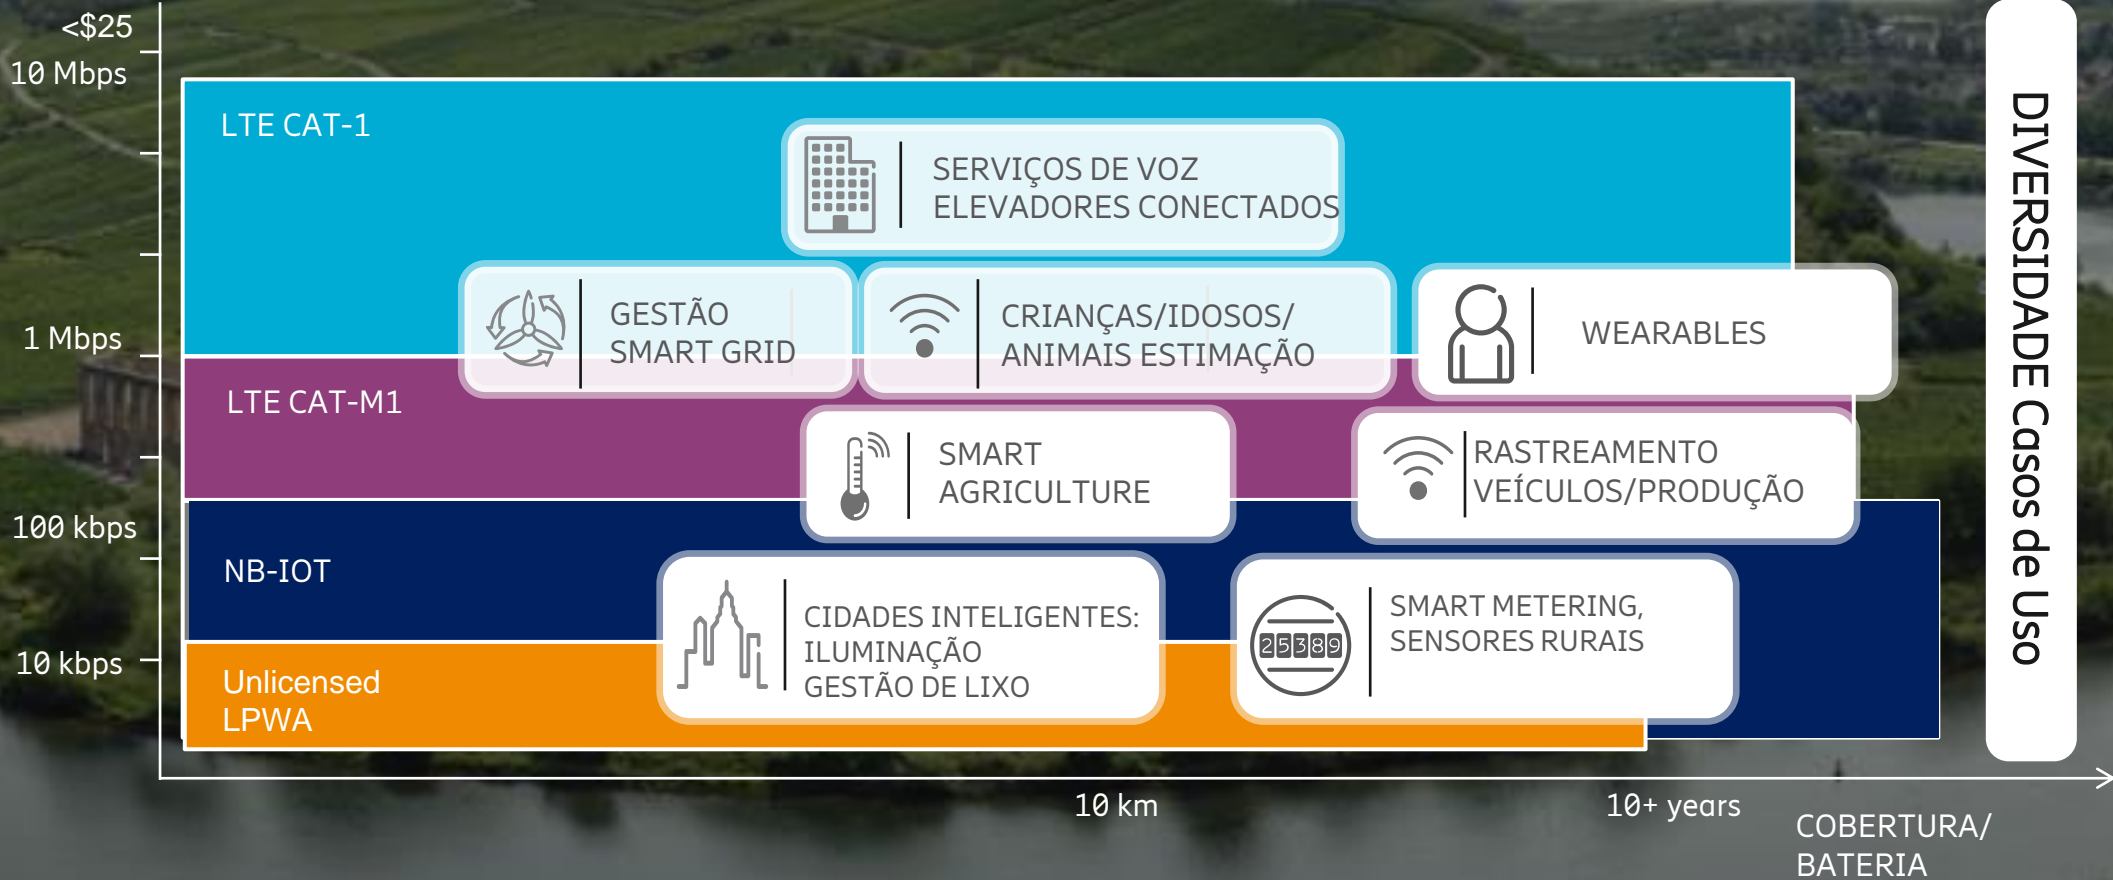 <$25
10 Mbps
LTE CAT-1
SERVIÇOS DE VOZ
ELEVADORES CONECTADOS
GESTÃO
SMART GRID
CRIANÇAS/IDOSOS/
ANIMAIS ESTIMAÇÃO
WEARABLES
1 Mbps
LTE CAT-M1
SMART
AGRICULTURE
RASTREAMENTO
VEÍCULOS/PRODUÇÃO
100 kbps
NB-IOT
CIDADES INTELIGENTES:
ILUMINAÇÃO
GESTÃO DE LIXO
25389
SMART METERING,
SENSORES RURAIS
10 kbps
Unlicensed
LPWA
10 km
10+ years
COBERTURA/
BATERIA
DIVERSIDADE Casos de Uso